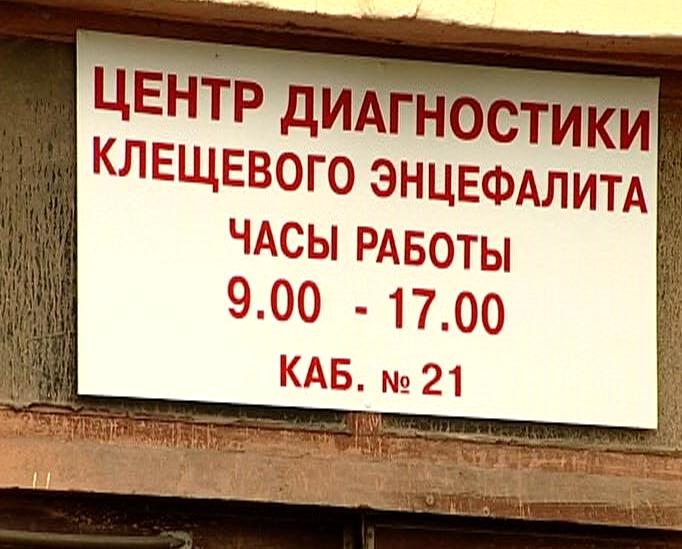 ЦЕНТР ДИАГНОСТИКИ
КЛЕЩЕВОГО ЭНЦЕФАЛИТА
ЧАСЫ РАБОТЫ
9.00 - 17.00
КАБ. № 21